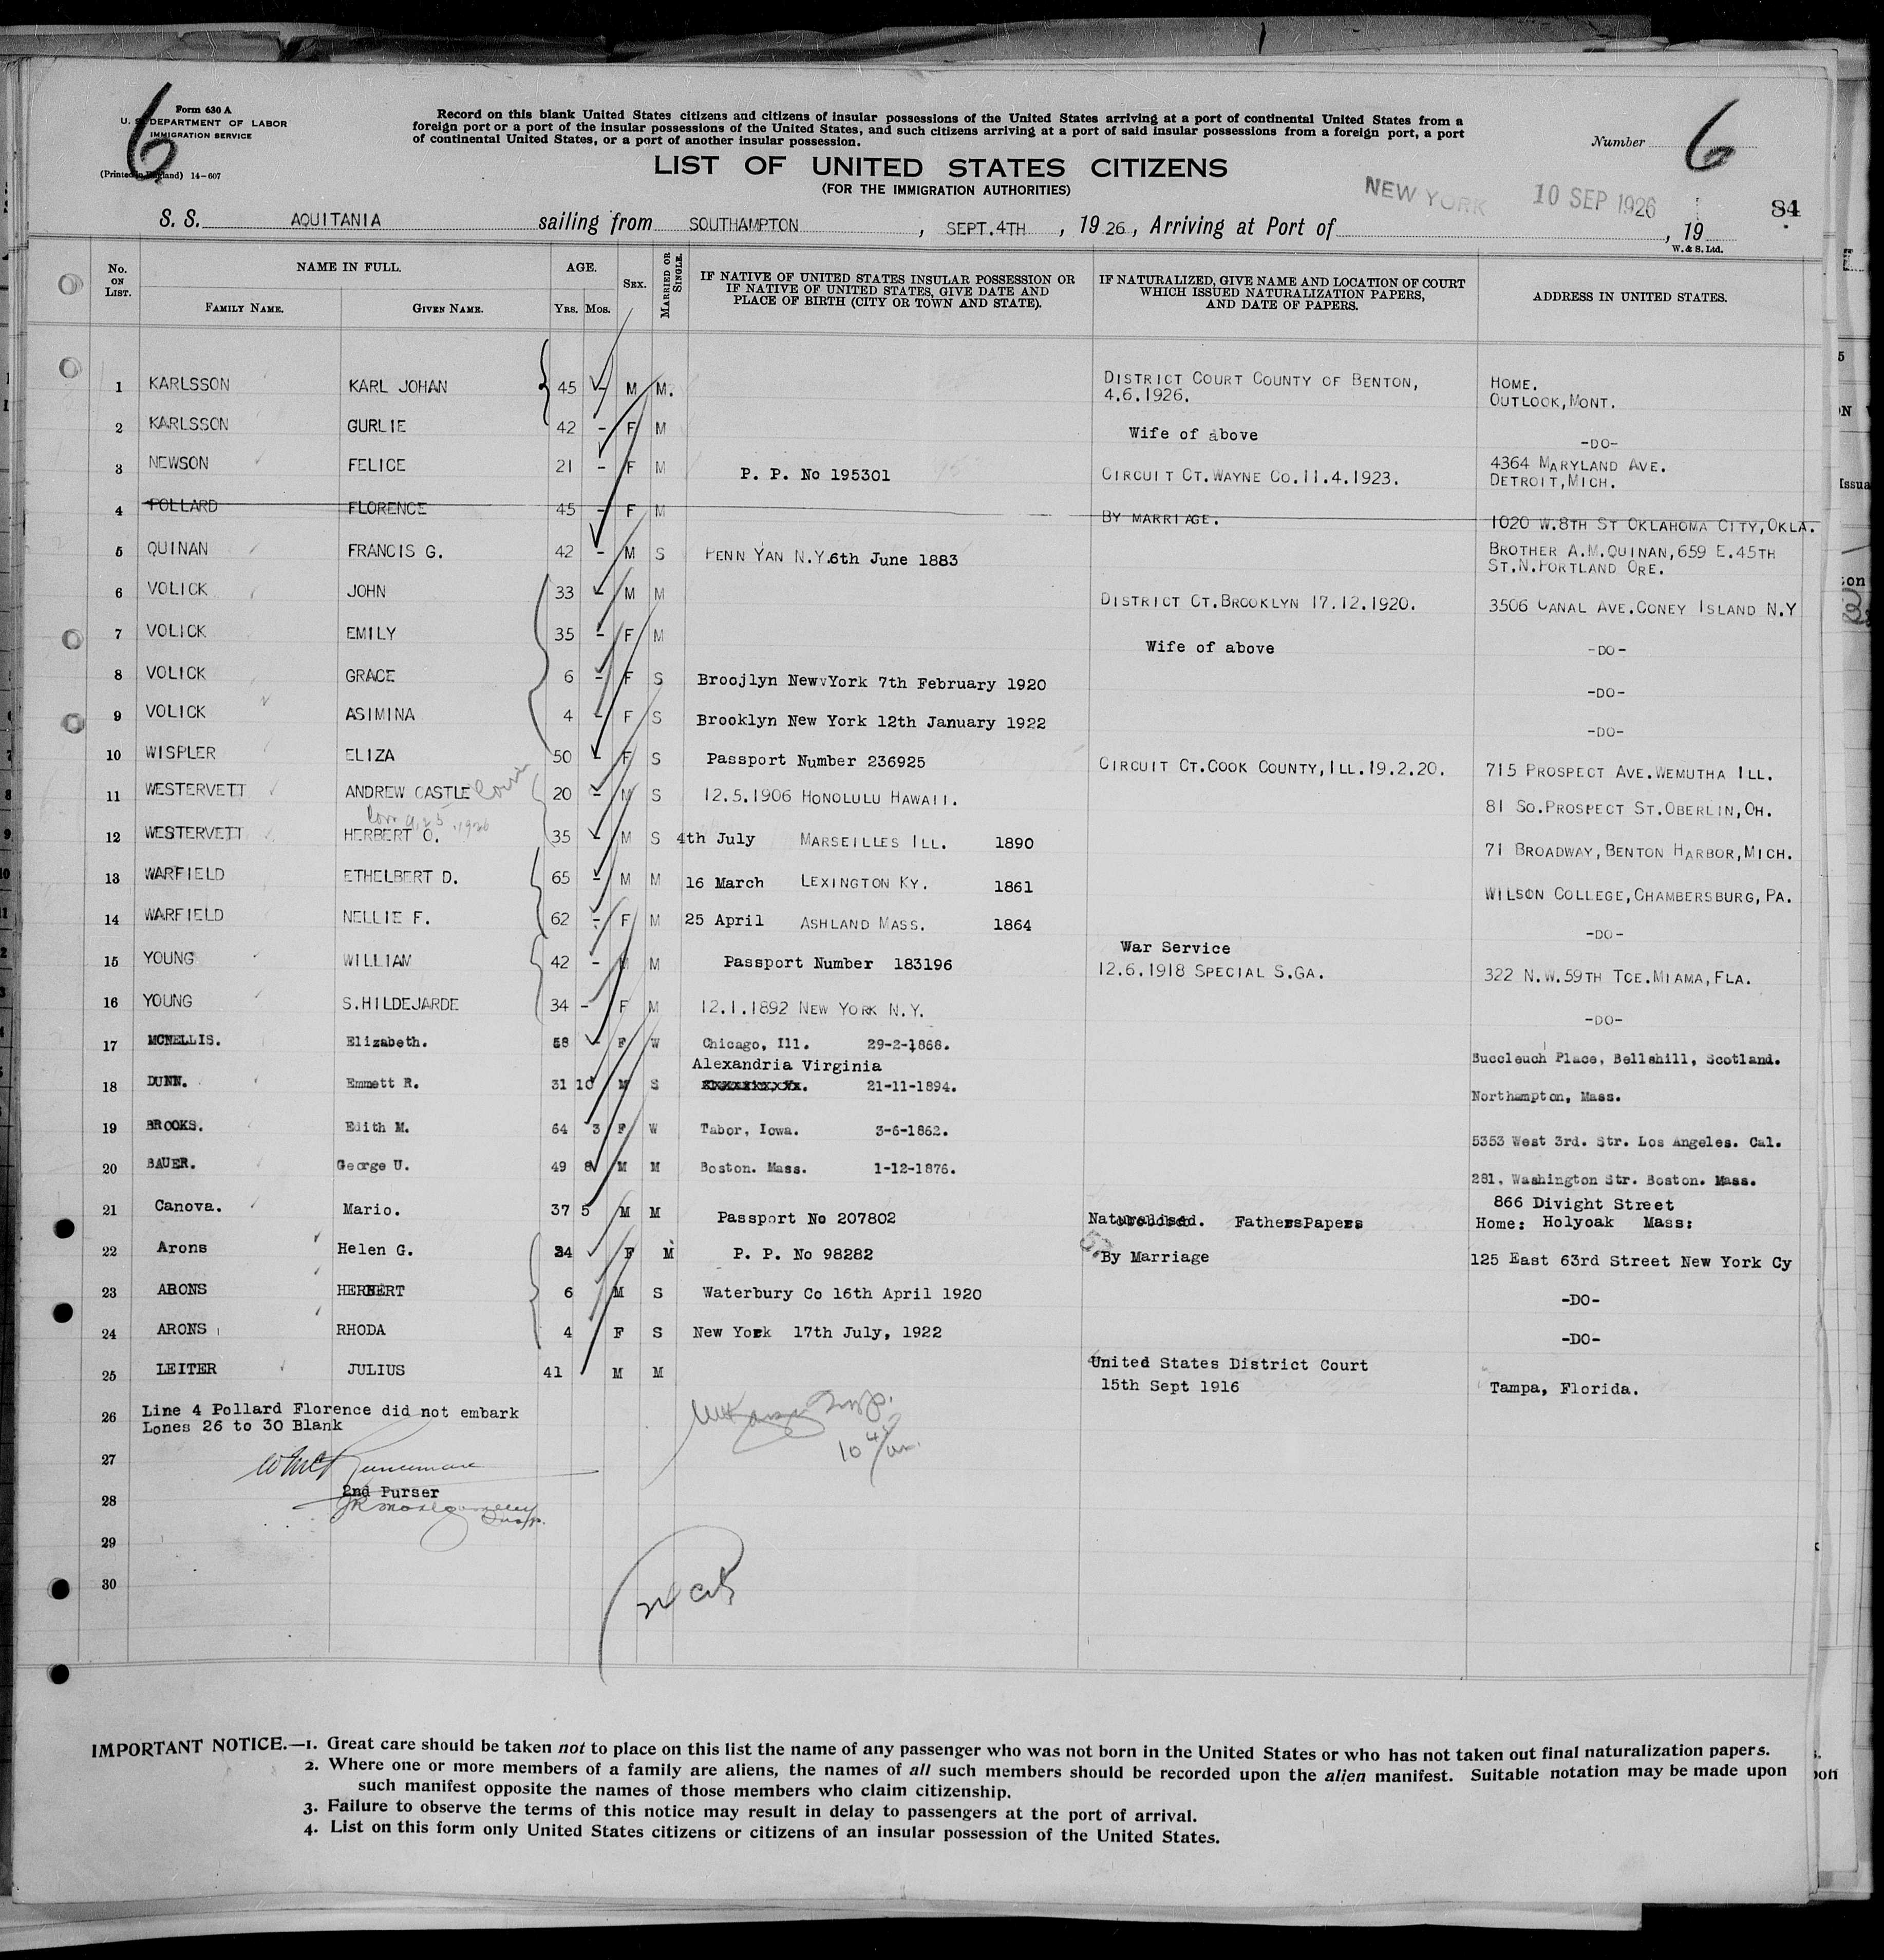 6
Form 630 A
U. S. DEPARTMENT OF LABOR
IMMIGRATION SERVICE
(Printed in England) 14-607
Record on this blank United States citizens and citizens of insular possessions of the United States arriving at a port of continental United States from a
foreign port or a port of the insular possessions of the United States, and such citizens arriving at a port of said insular possessions from a foreign port, a port
of continental United States, or a port of another insular possession.
LIST OF UNITED STATES CITIZENS
(FOR THE IMMIGRATION AUTHORITIES)
Number 6
NEW YORK 10 SEP 1926
84
S. S. AQUITANIA sailing from SOUTHAMPTON, SEPT.4TH, 1926, Arriving at Port of , 19
W. & S. Ltd.
No. ON LIST.
NAME IN FULL.
FAMILY NAME. GIVEN NAME.
AGE.
YRS. MOS.
SEX.
MARRIED OR SINGLE.
IF NATIVE OF UNITED STATES INSULAR POSSESSION OR
IF NATIVE OF UNITED STATES, GIVE DATE AND
PLACE OF BIRTH (CITY OR TOWN AND STATE).
IF NATURALIZED, GIVE NAME AND LOCATION OF COURT
WHICH ISSUED NATURALIZATION PAPERS,
AND DATE OF PAPERS.
ADDRESS IN UNITED STATES.
1 KARLSSON KARL JOHAN 45 - M M. DISTRICT COURT COUNTY OF BENTON, HOME.
4.6.1926. OUTLOOK, MONT.
2 KARLSSON GURLIE 42 - F M Wife of above -DO-
3 NEWSON FELICE 21 - F M P. P. No 195301 CIRCUIT CT.WAYNE CO.11.4.1923. 4364 MARYLAND AVE.
DETROIT,MICH.
4 POLLARD FLORENCE 45 - F M BY MARRIAGE. 1020 W.8TH ST OKLAHOMA CITY,OKLA.
5 QUINAN FRANCIS G. 42 - M S PENN YAN N.Y.6th June 1883 BROTHER A.M.QUINAN,659 E.45TH
ST.N.PORTLAND ORE.
6 VOLICK JOHN 33 - M M DISTRICT CT.BROOKLYN 17.12.1920. 3506 CANAL AVE.CONEY ISLAND N.Y
7 VOLICK EMILY 35 - F M Wife of above -DO-
8 VOLICK GRACE 6 - F S Broojlyn NewvYork 7th February 1920 -DO-
9 VOLICK ASIMINA 4 - F S Brooklyn New York 12th January 1922 -DO-
10 WISPLER ELIZA 50 - F S Passport Number 236925 CIRCUIT CT.COOK COUNTY,ILL.19.2.20. 715 PROSPECT AVE.WEMUTHA ILL.
11 WESTERVETT ANDREW CASTLE 20 - M S 12.5.1906 HONOLULU HAWAII. 81 SO.PROSPECT ST.OBERLIN,OH.
12 WESTERVETT HERBERT O. 35 - M S 4th July MARSEILLES ILL. 1890 71 BROADWAY,BENTON HARBOR,MICH.
13 WARFIELD ETHELBERT D. 65 - M M 16 March LEXINGTON KY. 1861 WILSON COLLEGE,CHAMBERSBURG,PA.
14 WARFIELD NELLIE F. 62 - F M 25 April ASHLAND MASS. 1864 -DO-
15 YOUNG WILLIAM 42 - M M Passport Number 183196 War Service
12.6.1918 SPECIAL S.GA. 322 N.W.59TH TCE.MIAMA,FLA.
16 YOUNG S.HILDEJARDE 34 - F M 12.1.1892 NEW YORK N.Y. -DO-
17 MCNELLIS. Elizabeth. 58 - F W Chicago, Ill. 29-2-1868. Buccleuch Place, Bellshill, Scotland.
Alexandria Virginia
18 DUNN. Emmett R. 31 10 M S 21-11-1894. Northampton, Mass.
19 BROOKS. Edith M. 64 3 F W Tabor, Iowa. 3-6-1862. 5353 West 3rd. Str. Los Angeles. Cal.
20 BAUER. George U. 49 8 M M Boston. Mass. 1-12-1876. 281, Washington Str. Boston. Mass.
866 Divight Street
21 Canova. Mario. 37 5 M M Passport No 207802 Naturalised. FathersPapers Home: Holyoak Mass:
22 Arons Helen G. 34 F M P. P. No 98282 By Marriage 125 East 63rd Street New York Cy
23 ARONS HERBERT 6 M S Waterbury Co 16th April 1920 -DO-
24 ARONS RHODA 4 F S New York 17th July, 1922 -DO-
25 LEITER JULIUS 41 M M United States District Court
15th Sept 1916 Tampa, Florida.
26 Line 4 Pollard Florence did not embark
Lones 26 to 30 Blank
27
2nd Purser
28
29
30
IMPORTANT NOTICE.—1. Great care should be taken not to place on this list the name of any passenger who was not born in the United States or who has not taken out final naturalization papers.
2. Where one or more members of a family are aliens, the names of all such members should be recorded upon the alien manifest. Suitable notation may be made upon
such manifest opposite the names of those members who claim citizenship.
3. Failure to observe the terms of this notice may result in delay to passengers at the port of arrival.
4. List on this form only United States citizens or citizens of an insular possession of the United States.